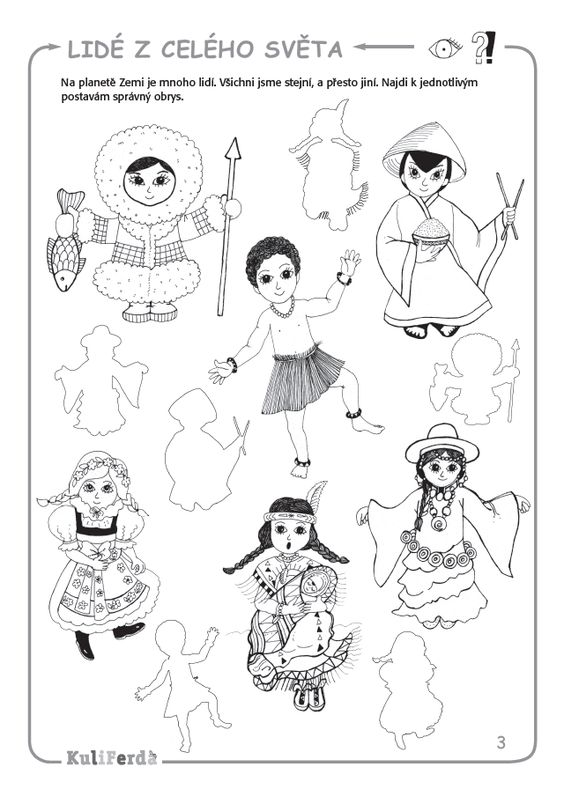 LIDÉ Z CELÉHO SVĚTA
Na planetě Zemi je mnoho lidí. Všichni jsme stejní, a přesto jiní. Najdi k jednotlivým
postavám správný obrys.
3
KuliFerda